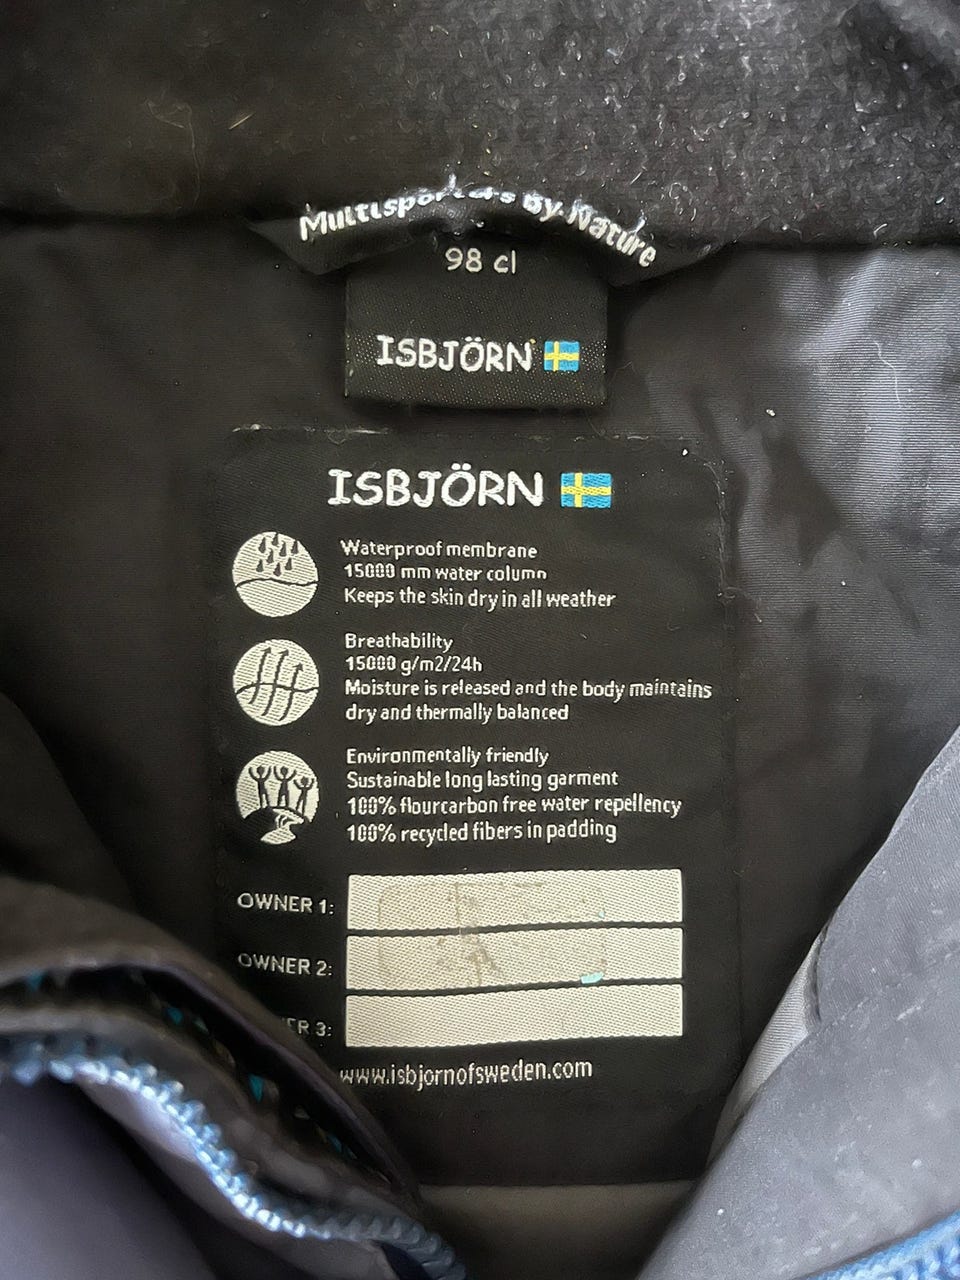 Multisporters By Nature
98 cl
ISBJÖRN
ISBJÖRN
Waterproof membrane
15000 mm water column
Keeps the skin dry in all weather
Breathability
15000 g/m2/24h
Moisture is released and the body maintains
dry and thermally balanced
Environmentally friendly
Sustainable long lasting garment
100% flourcarbon free water repellency
100% recycled fibers in padding
OWNER 1:
OWNER 2:
ER 3:
www.isbjornofsweden.com